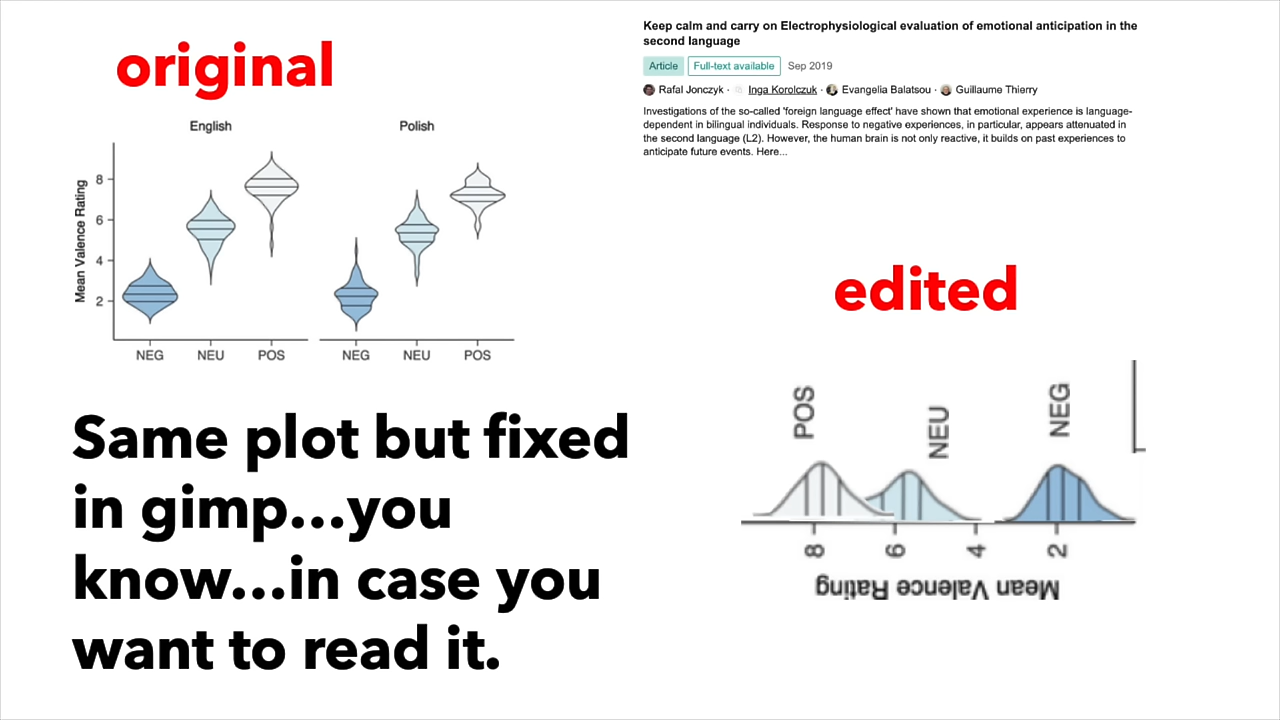 original
English
Polish
Mean Valence Rating
8
6
4
2
NEG NEU POS
NEG NEU POS
Same plot but fixed
in gimp...you
know...in case you
want to read it.
Keep calm and carry on Electrophysiological evaluation of emotional anticipation in the
second language
Article Full-text available Sep 2019
Rafal Jonczyk · Inga Korolczuk · Evangelia Balatsou · Guillaume Thierry
Investigations of the so-called 'foreign language effect' have shown that emotional experience is language-
dependent in bilingual individuals. Response to negative experiences, in particular, appears attenuated in
the second language (L2). However, the human brain is not only reactive, it builds on past experiences to
anticipate future events. Here...
edited
POS NEU NEG
8 6 4 2
Mean Valence Rating